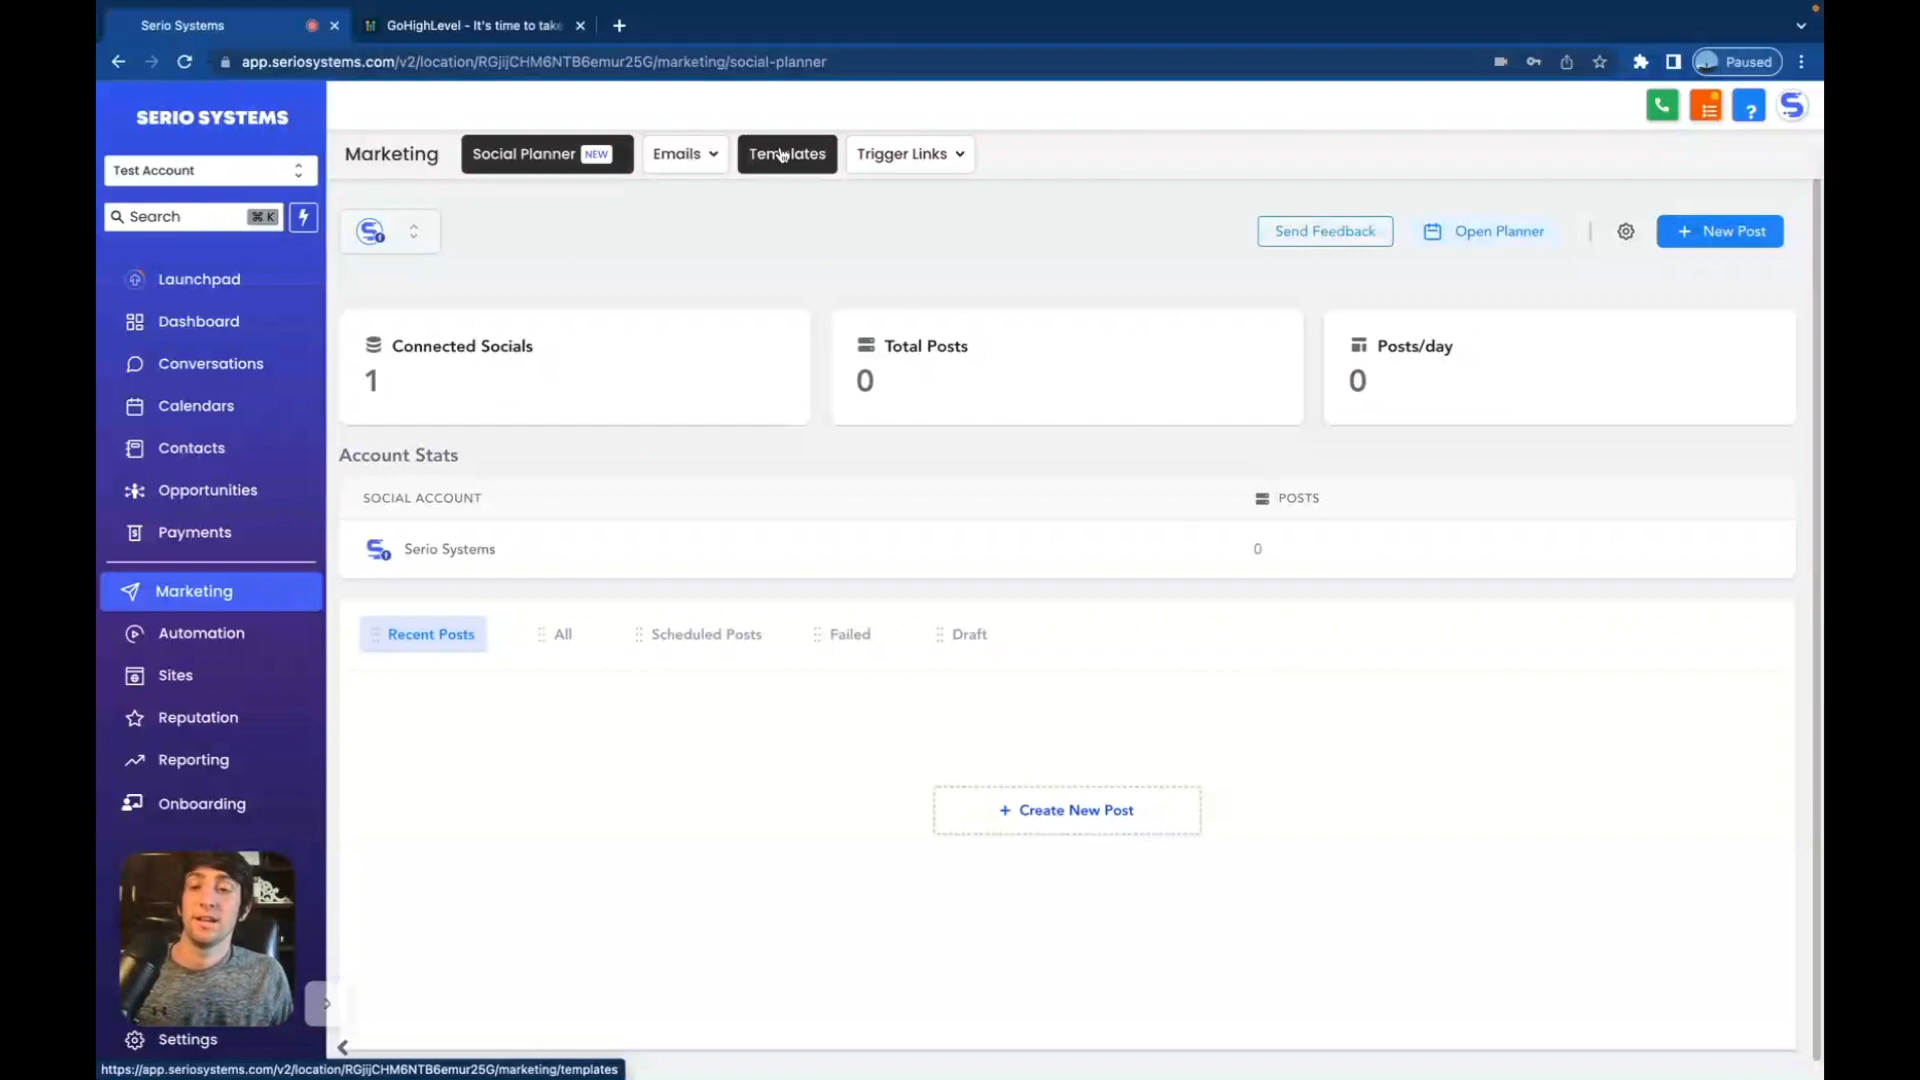 Serio Systems
GoHighLevel - It's time to take
app.seriosystems.com/v2/location/RGjijCHM6NTB6emur25G/marketing/social-planner
Paused
SERIO SYSTEMS
Test Account
Search
⌘ K
Launchpad
Dashboard
Conversations
Calendars
Contacts
Opportunities
Payments
Marketing
Automation
Sites
Reputation
Reporting
Onboarding
Settings
Marketing
Social Planner NEW
Emails
Templates
Trigger Links
Send Feedback
Open Planner
+ New Post
Connected Socials
1
Total Posts
0
Posts/day
0
Account Stats
SOCIAL ACCOUNT
POSTS
Serio Systems
0
Recent Posts
All
Scheduled Posts
Failed
Draft
+ Create New Post
https://app.seriosystems.com/v2/location/RGjijCHM6NTB6emur25G/marketing/templates